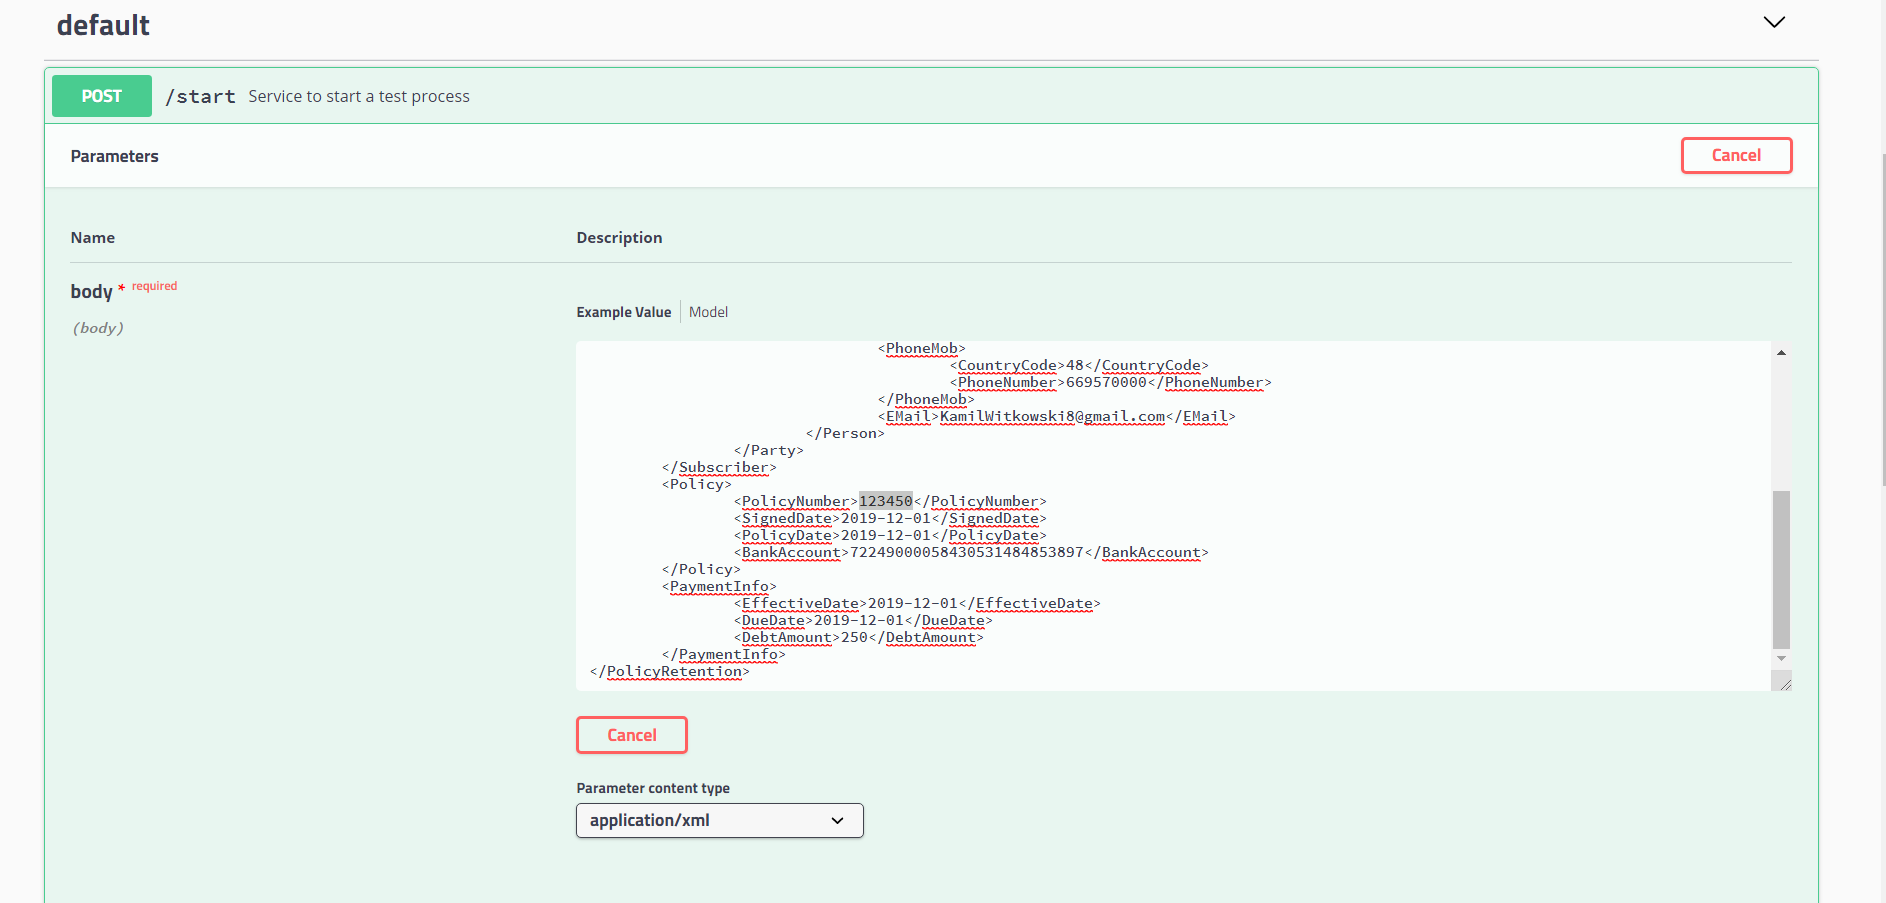 default
POST /start Service to start a test process
Parameters
Cancel
Name Description
body * required
(body)
Example Value Model
<PhoneMob>
<CountryCode>48</CountryCode>
<PhoneNumber>669570000</PhoneNumber>
</PhoneMob>
<EMail>KamilWitkowski8@gmail.com</EMail>
</Person>
</Party>
</Subscriber>
<Policy>
<PolicyNumber>123450</PolicyNumber>
<SignedDate>2019-12-01</SignedDate>
<PolicyDate>2019-12-01</PolicyDate>
<BankAccount>72249000058430531484853897</BankAccount>
</Policy>
<PaymentInfo>
<EffectiveDate>2019-12-01</EffectiveDate>
<DueDate>2019-12-01</DueDate>
<DebtAmount>250</DebtAmount>
</PaymentInfo>
</PolicyRetention>
Cancel
Parameter content type
application/xml